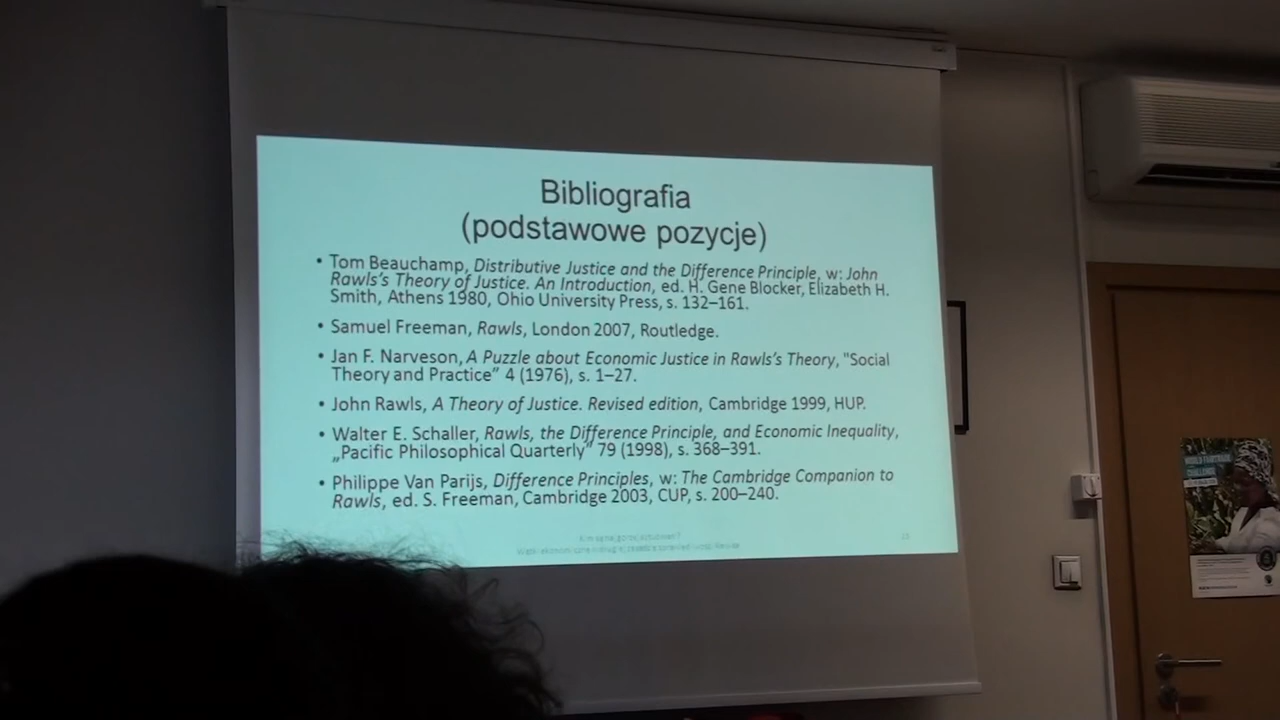 Bibliografia
(podstawowe pozycje)
• Tom Beauchamp, Distributive Justice and the Difference Principle, w: John
Rawls's Theory of Justice. An Introduction, ed. H. Gene Blocker, Elizabeth H.
Smith, Athens 1980, Ohio University Press, s. 132–161.
• Samuel Freeman, Rawls, London 2007, Routledge.
• Jan F. Narveson, A Puzzle about Economic Justice in Rawls's Theory, "Social
Theory and Practice” 4 (1976), s. 1–27.
• John Rawls, A Theory of Justice. Revised edition, Cambridge 1999, HUP.
• Walter E. Schaller, Rawls, the Difference Principle, and Economic Inequality,
„Pacific Philosophical Quarterly” 79 (1998), s. 368–391.
• Philippe Van Parijs, Difference Principles, w: The Cambridge Companion to
Rawls, ed. S. Freeman, Cambridge 2003, CUP, s. 200–240.
WORLD FAIRTRADE
CHALLENGE